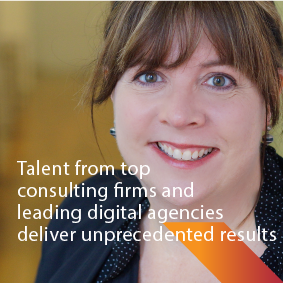 Talent from top
consulting firms and
leading digital agencies
deliver unprecedented results